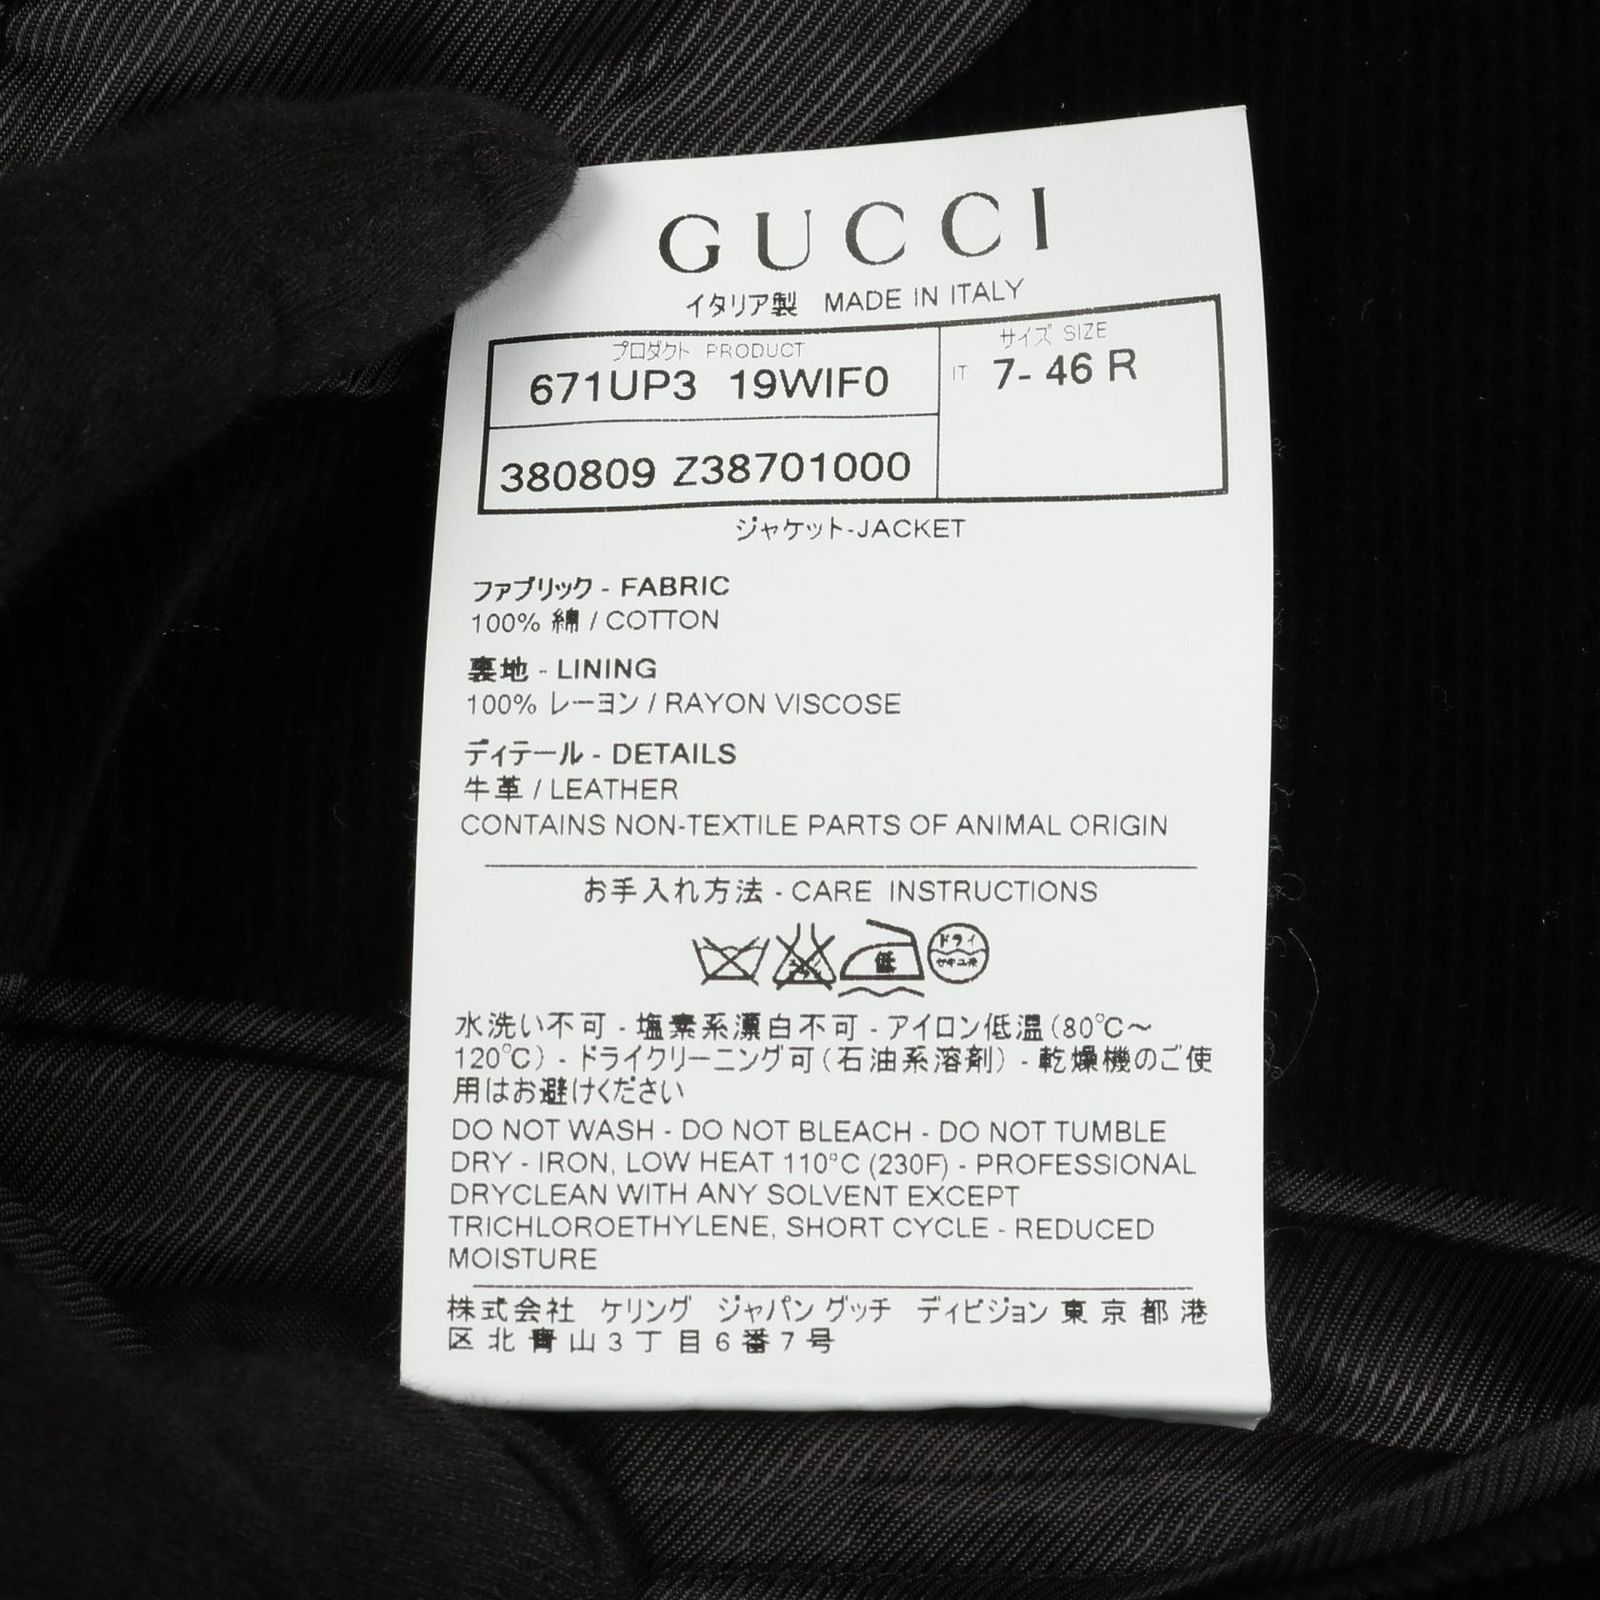 GUCCI
イタリア製 MADE IN ITALY
プロダクト PRODUCT
671UP3 19WIF0
サイズ SIZE
IT 7- 46 R
380809 Z38701000
ジャケット-JACKET
ファブリック - FABRIC
100% 綿 / COTTON
裏地 - LINING
100% レーヨン / RAYON VISCOSE
ディテール - DETAILS
牛革 / LEATHER
CONTAINS NON-TEXTILE PARTS OF ANIMAL ORIGIN
お手入れ方法 - CARE INSTRUCTIONS
低
ドライ
セキユ系
水洗い不可 - 塩素系漂白不可 - アイロン低温(80℃～
120℃) - ドライクリーニング可(石油系溶剤) - 乾燥機のご使
用はお避けください
DO NOT WASH - DO NOT BLEACH - DO NOT TUMBLE
DRY - IRON, LOW HEAT 110°C (230F) - PROFESSIONAL
DRYCLEAN WITH ANY SOLVENT EXCEPT
TRICHLOROETHYLENE, SHORT CYCLE - REDUCED
MOISTURE
株式会社 ケリング ジャパン グッチ ディビジョン 東京都港
区北青山3丁目6番7号